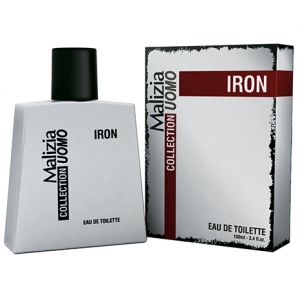 Malizia
UOMO
COLLECTION
IRON
EAU DE TOILETTE
Malizia
UOMO
COLLECTION
IRON
EAU DE TOILETTE
100ml - 3.4 fl.oz.